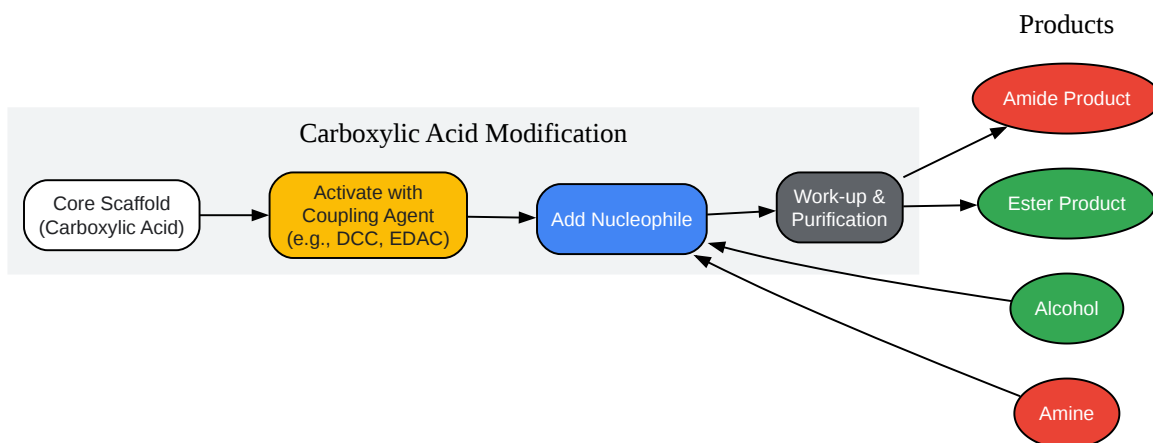 Products
Amide Product
Carboxylic Acid Modification
Core Scaffold
(Carboxylic Acid)
Activate with
Coupling Agent
(e.g., DCC, EDAC)
Add Nucleophile
Work-up &
Purification
Ester Product
Alcohol
Amine